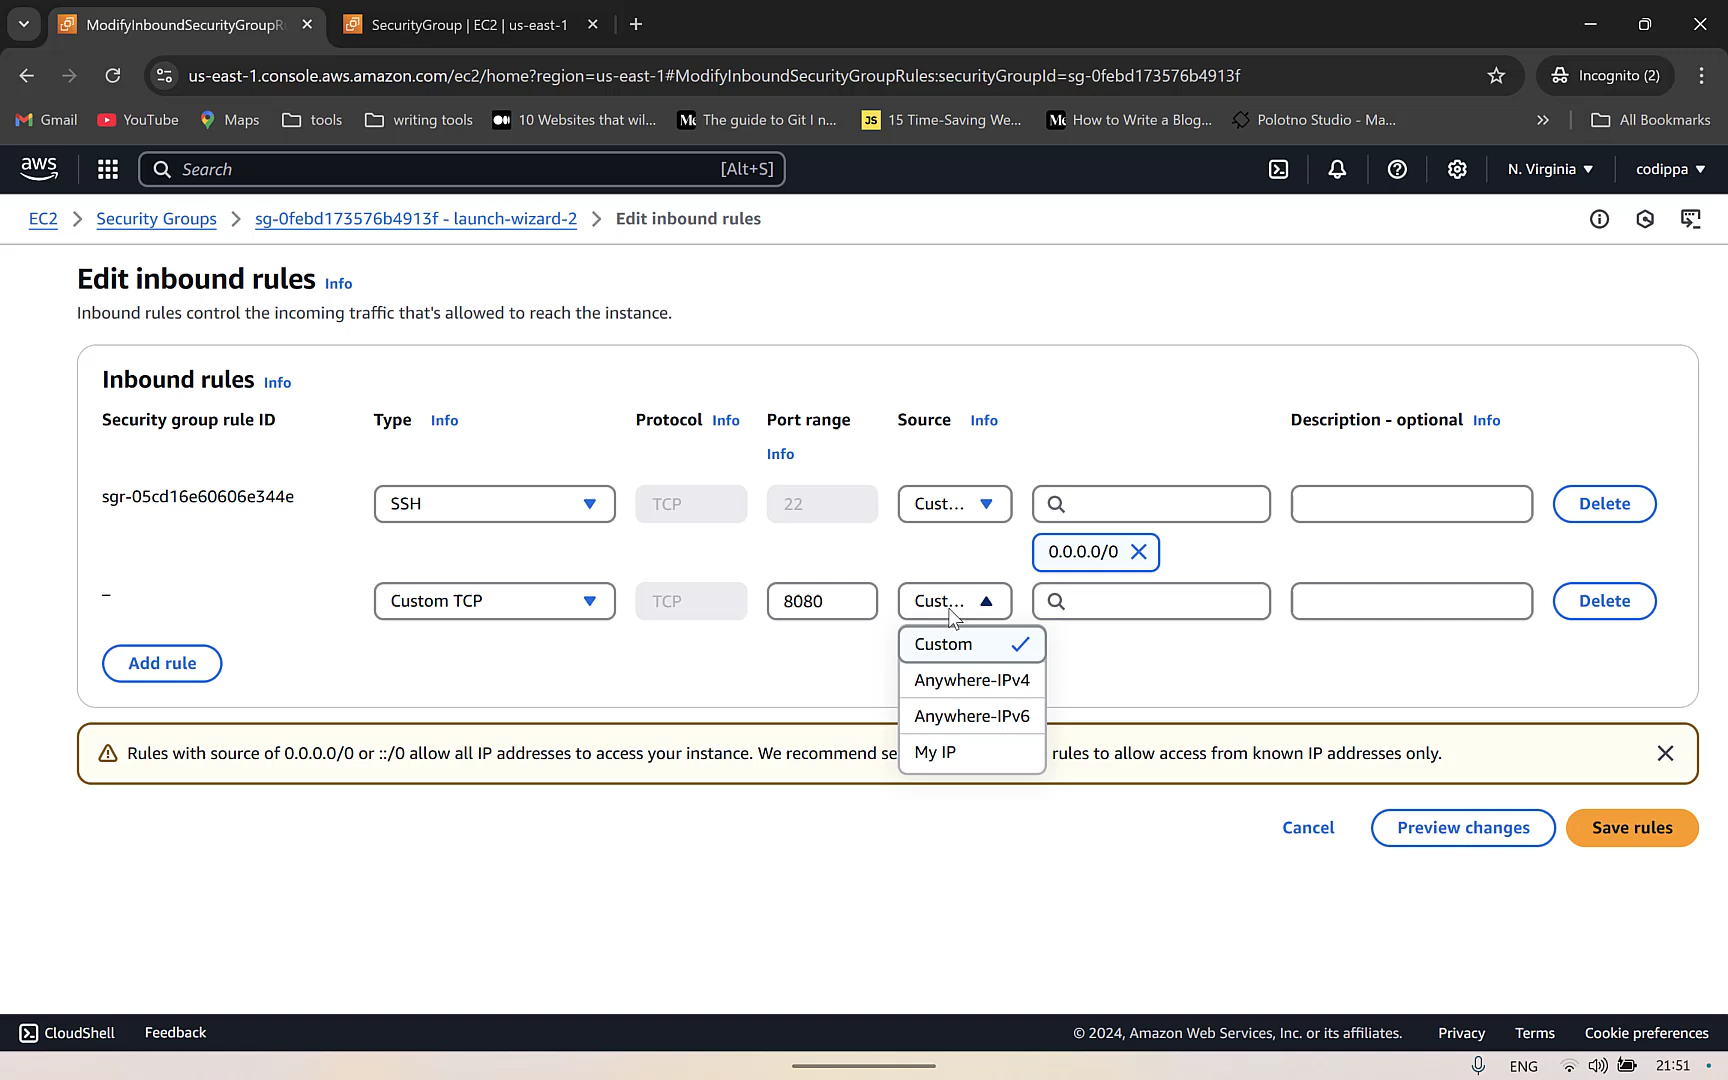 ModifyInboundSecurityGroupR
SecurityGroup | EC2 | us-east-1
us-east-1.console.aws.amazon.com/ec2/home?region=us-east-1#ModifyInboundSecurityGroupRules:securityGroupId=sg-0febd173576b4913f
Incognito (2)
Gmail
YouTube
Maps
tools
writing tools
10 Websites that wil...
The guide to Git I n...
JS
15 Time-Saving We...
How to Write a Blog...
Polotno Studio - Ma...
All Bookmarks
aws
Search
[Alt+S]
N. Virginia
codippa
EC2
Security Groups
sg-0febd173576b4913f - launch-wizard-2
Edit inbound rules
Edit inbound rules Info
Inbound rules control the incoming traffic that's allowed to reach the instance.
Inbound rules Info
Security group rule ID
Type Info
Protocol Info
Port range
Info
Source Info
Description - optional Info
sgr-05cd16e60606e344e
SSH
TCP
22
Cust...
Delete
0.0.0.0/0
–
Custom TCP
TCP
8080
Cust...
Delete
Custom
Anywhere-IPv4
Anywhere-IPv6
My IP
Add rule
Rules with source of 0.0.0.0/0 or ::/0 allow all IP addresses to access your instance. We recommend se
rules to allow access from known IP addresses only.
Cancel
Preview changes
Save rules
CloudShell
Feedback
© 2024, Amazon Web Services, Inc. or its affiliates.
Privacy
Terms
Cookie preferences
ENG
21:51